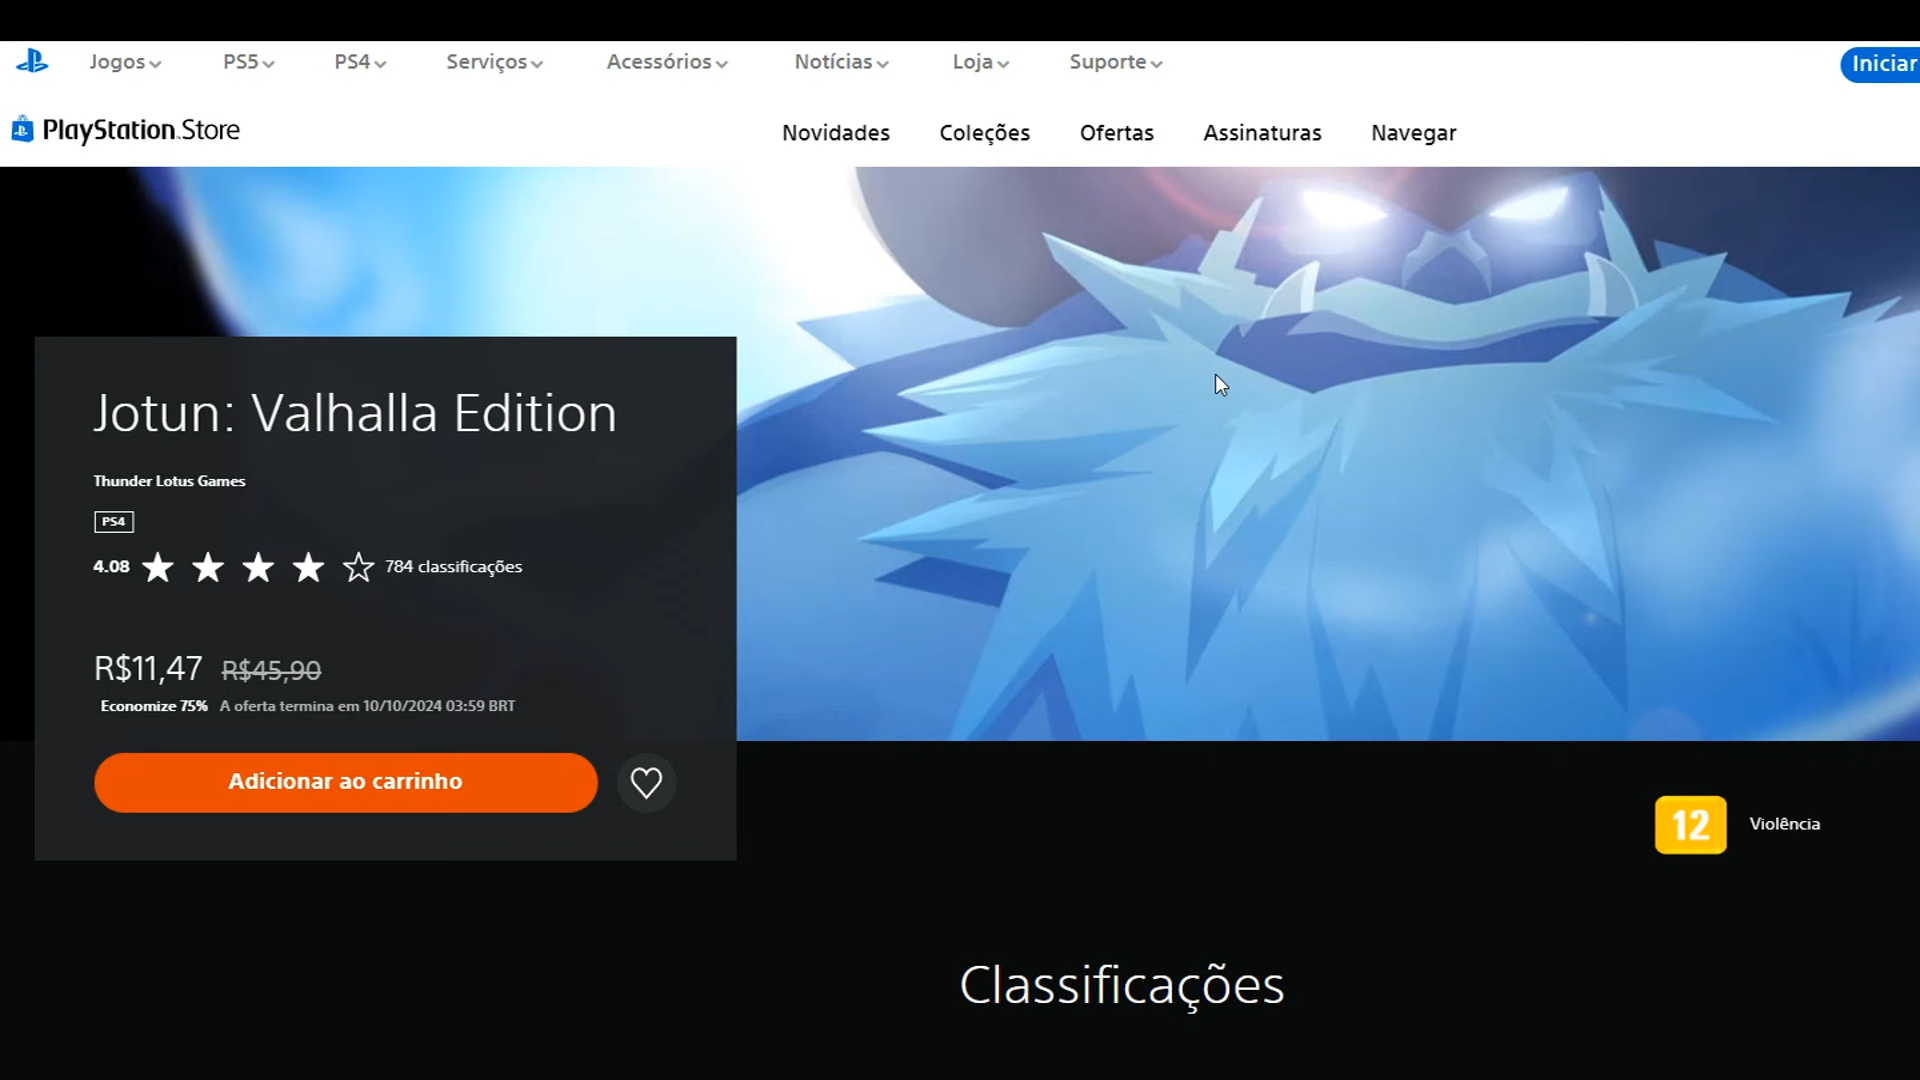 Jogos PS5 PS4 Serviços Acessórios Notícias Loja Suporte Iniciar
PlayStation Store
Novidades Coleções Ofertas Assinaturas Navegar
Jotun: Valhalla Edition
Thunder Lotus Games
PS4
4.08 784 classificações
R$11,47 R$45,90
Economize 75% A oferta termina em 10/10/2024 03:59 BRT
Adicionar ao carrinho
12 Violência
Classificações